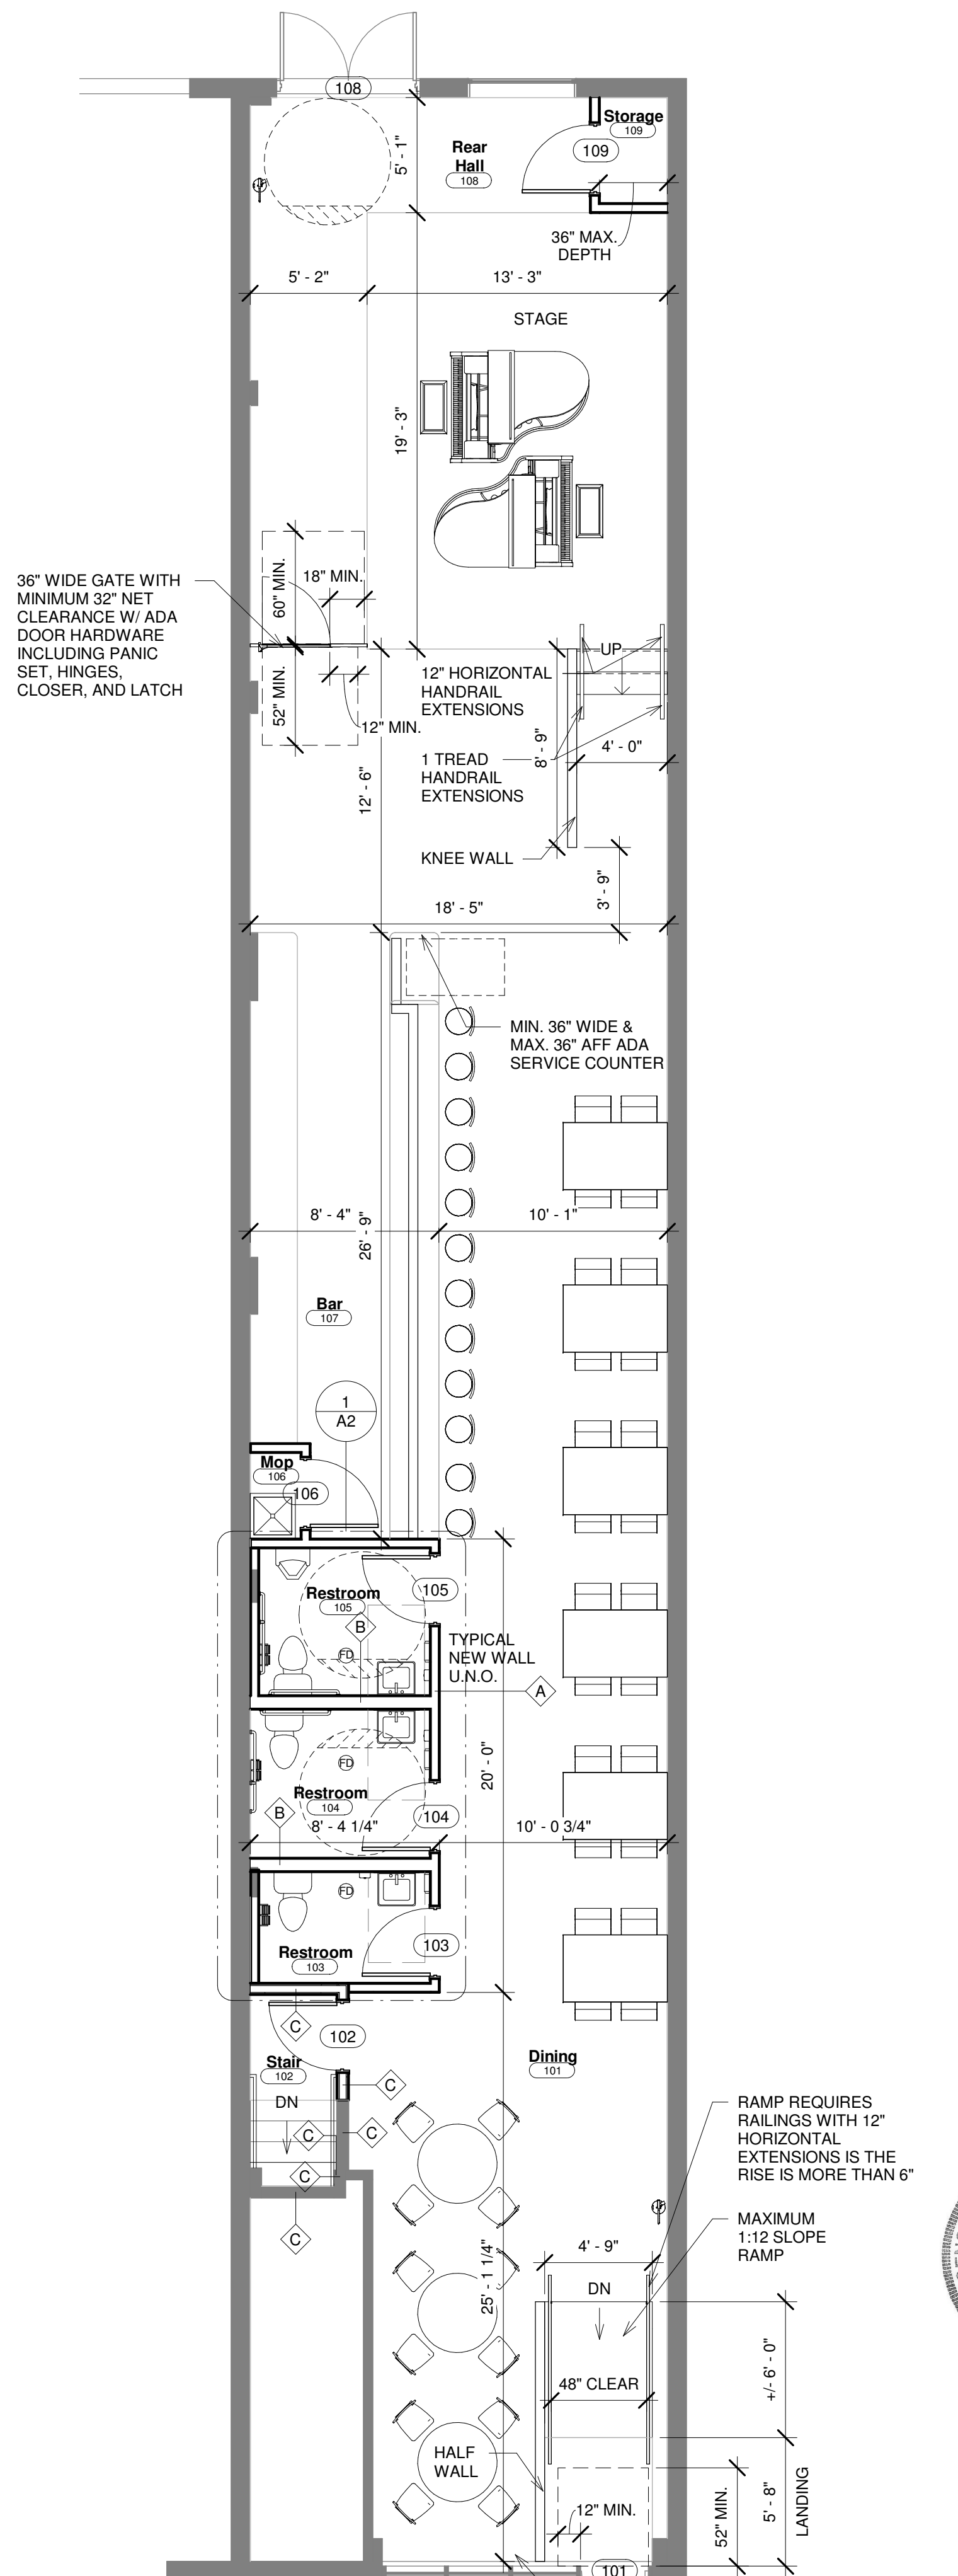 108
Storage
109
109
Rear
Hall
108
5' - 1"
36" MAX.
DEPTH
5' - 2"
13' - 3"
STAGE
19' - 3"
36" WIDE GATE WITH
MINIMUM 32" NET
CLEARANCE W/ ADA
DOOR HARDWARE
INCLUDING PANIC
SET, HINGES,
CLOSER, AND LATCH
60" MIN.
18" MIN.
52" MIN.
12" MIN.
UP
12" HORIZONTAL
HANDRAIL
EXTENSIONS
8' - 9"
4' - 0"
1 TREAD
HANDRAIL
EXTENSIONS
12' - 6"
KNEE WALL
3' - 9"
18' - 5"
MIN. 36" WIDE &
MAX. 36" AFF ADA
SERVICE COUNTER
8' - 4"
26' - 9"
10' - 1"
Bar
107
1
A2
Mop
106
106
Restroom
105
105
B
FD
TYPICAL
NEW WALL
U.N.O.
A
FD
20' - 0"
Restroom
104
104
B
8' - 4 1/4"
10' - 0 3/4"
FD
103
Restroom
103
C
102
Stair
102
DN
C
C
C
C
C
Dining
101
RAMP REQUIRES
RAILINGS WITH 12"
HORIZONTAL
EXTENSIONS IS THE
RISE IS MORE THAN 6"
MAXIMUM
1:12 SLOPE
RAMP
4' - 9"
25' - 1 1/4"
DN
48" CLEAR
+/- 6' - 0"
HALF
WALL
12" MIN.
52" MIN.
5' - 8"
LANDING
101